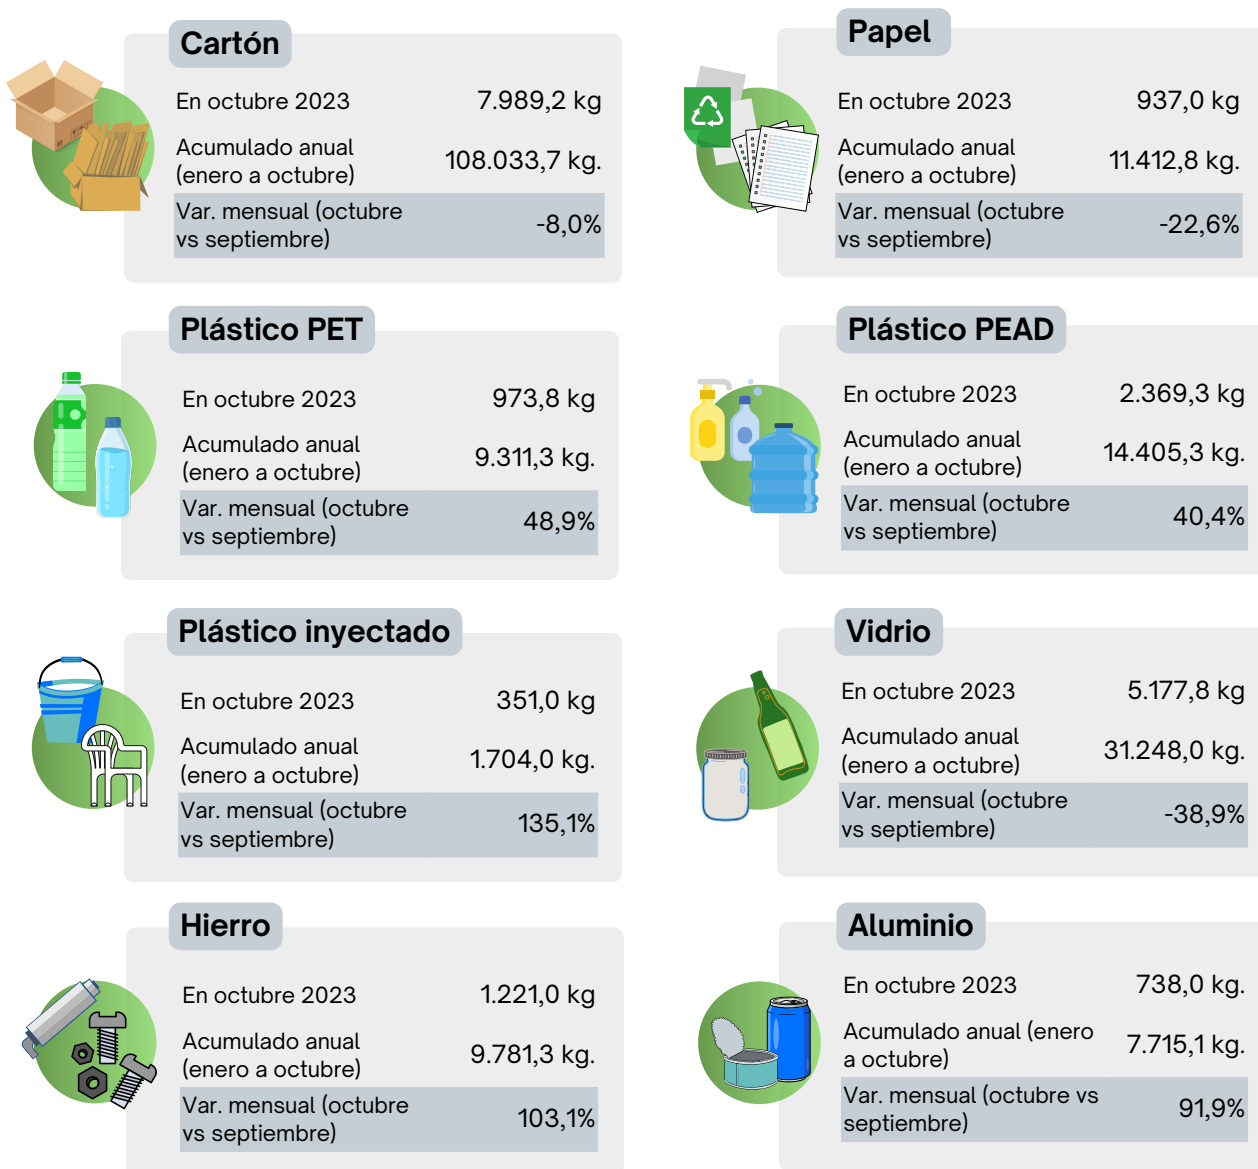 Cartón
En octubre 2023 7.989,2 kg
Acumulado anual
(enero a octubre) 108.033,7 kg.
Var. mensual (octubre
vs septiembre) -8,0%
Papel
En octubre 2023 937,0 kg
Acumulado anual
(enero a octubre) 11.412,8 kg.
Var. mensual (octubre
vs septiembre) -22,6%
Plástico PET
En octubre 2023 973,8 kg
Acumulado anual
(enero a octubre) 9.311,3 kg.
Var. mensual (octubre
vs septiembre) 48,9%
Plástico PEAD
En octubre 2023 2.369,3 kg
Acumulado anual
(enero a octubre) 14.405,3 kg.
Var. mensual (octubre
vs septiembre) 40,4%
Plástico inyectado
En octubre 2023 351,0 kg
Acumulado anual
(enero a octubre) 1.704,0 kg.
Var. mensual (octubre
vs septiembre) 135,1%
Vidrio
En octubre 2023 5.177,8 kg
Acumulado anual
(enero a octubre) 31.248,0 kg.
Var. mensual (octubre
vs septiembre) -38,9%
Hierro
En octubre 2023 1.221,0 kg
Acumulado anual
(enero a octubre) 9.781,3 kg.
Var. mensual (octubre
vs septiembre) 103,1%
Aluminio
En octubre 2023 738,0 kg.
Acumulado anual (enero
a octubre) 7.715,1 kg.
Var. mensual (octubre vs
septiembre) 91,9%